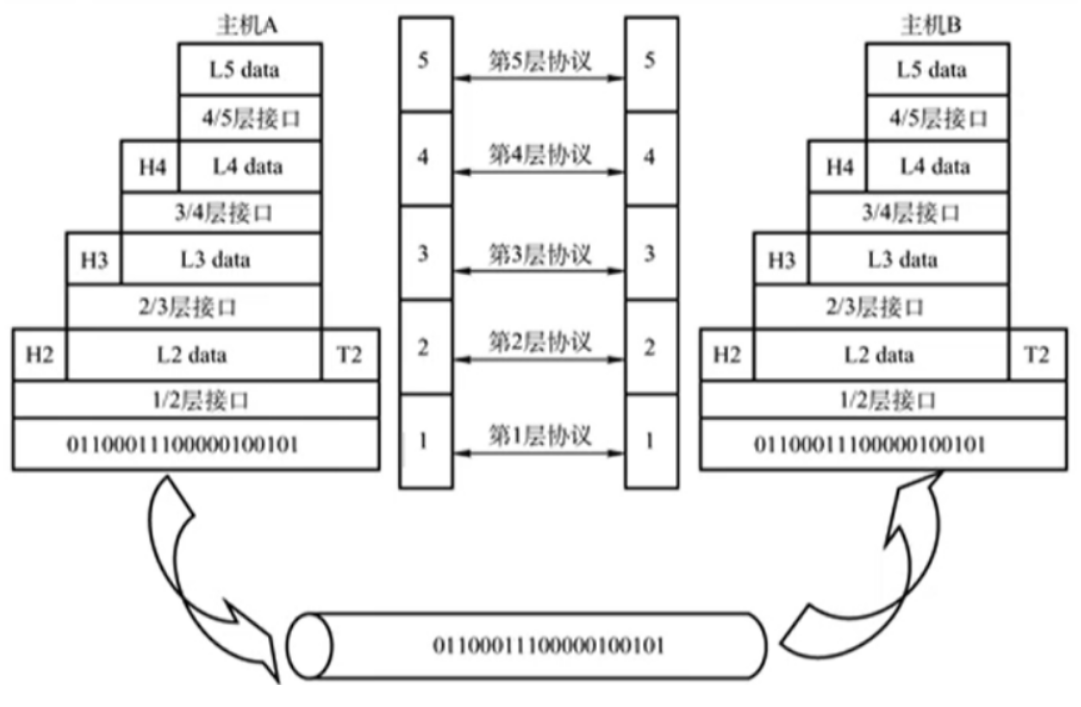 主机A
L5 data
4/5层接口
H4 L4 data
3/4层接口
H3 L3 data
2/3层接口
H2 L2 data T2
1/2层接口
01100011100000100101
5 第5层协议 5
4 第4层协议 4
3 第3层协议 3
2 第2层协议 2
1 第1层协议 1
主机B
L5 data
4/5层接口
H4 L4 data
3/4层接口
H3 L3 data
2/3层接口
H2 L2 data T2
1/2层接口
01100011100000100101
01100011100000100101